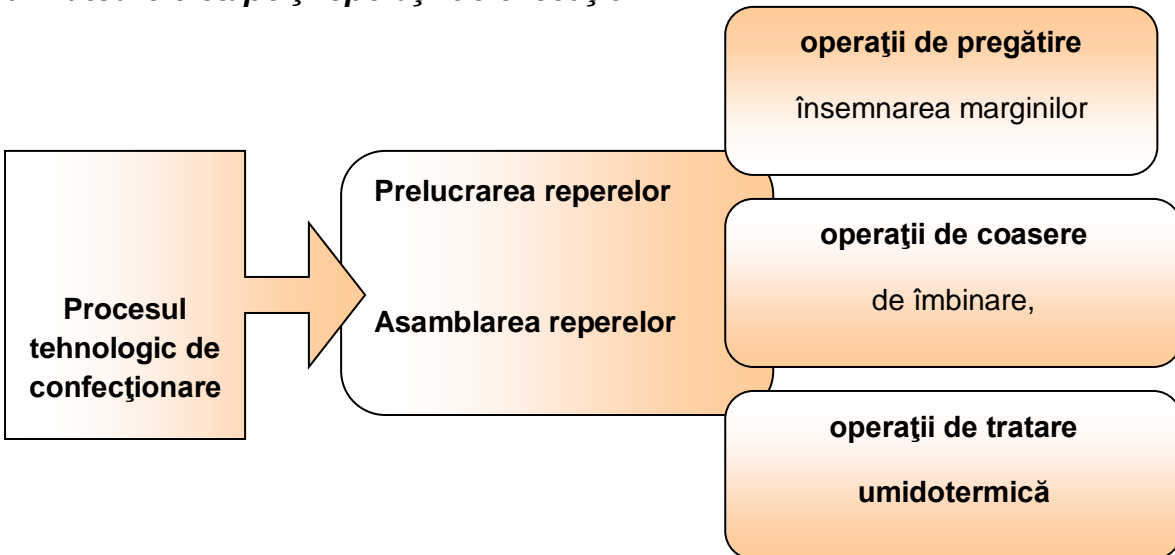 operaţii de pregătire
însemnarea marginilor
Prelucrarea reperelor
operaţii de coasere
de îmbinare,
Procesul
tehnologic de
confecţionare
Asamblarea reperelor
operaţii de tratare
umidotermică